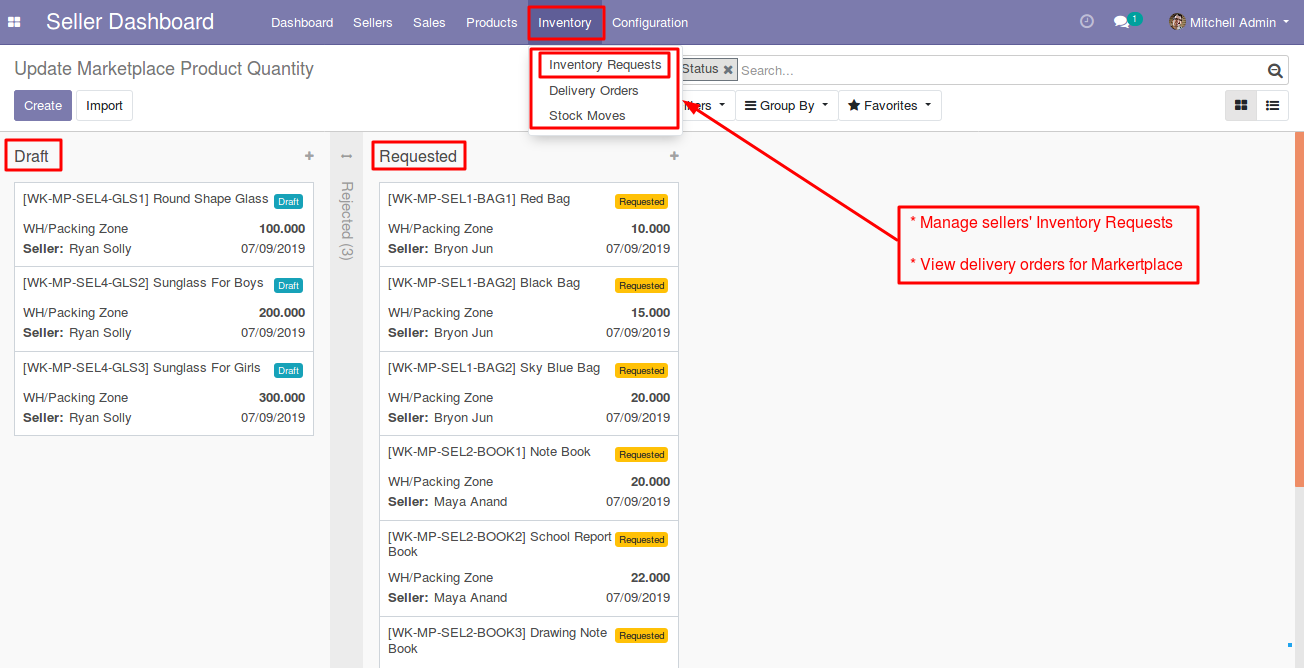 Seller Dashboard Dashboard Sellers Sales Products Inventory Configuration 1 Mitchell Admin
Update Marketplace Product Quantity
Inventory Requests
Delivery Orders
Stock Moves
Status Search...
Create Import
Group By Favorites
Draft
[WK-MP-SEL4-GLS1] Round Shape Glass Draft
WH/Packing Zone 100.000
Seller: Ryan Solly 07/09/2019
[WK-MP-SEL4-GLS2] Sunglass For Boys Draft
WH/Packing Zone 200.000
Seller: Ryan Solly 07/09/2019
[WK-MP-SEL4-GLS3] Sunglass For Girls Draft
WH/Packing Zone 300.000
Seller: Ryan Solly 07/09/2019
Rejected (3)
Requested
[WK-MP-SEL1-BAG1] Red Bag Requested
WH/Packing Zone 10.000
Seller: Bryon Jun 07/09/2019
[WK-MP-SEL1-BAG2] Black Bag Requested
WH/Packing Zone 15.000
Seller: Bryon Jun 07/09/2019
[WK-MP-SEL1-BAG2] Sky Blue Bag Requested
WH/Packing Zone 20.000
Seller: Bryon Jun 07/09/2019
[WK-MP-SEL2-BOOK1] Note Book Requested
WH/Packing Zone 20.000
Seller: Maya Anand 07/09/2019
[WK-MP-SEL2-BOOK2] School Report Requested
Book
WH/Packing Zone 22.000
Seller: Maya Anand 07/09/2019
[WK-MP-SEL2-BOOK3] Drawing Note Requested
Book
* Manage sellers' Inventory Requests
* View delivery orders for Markertplace